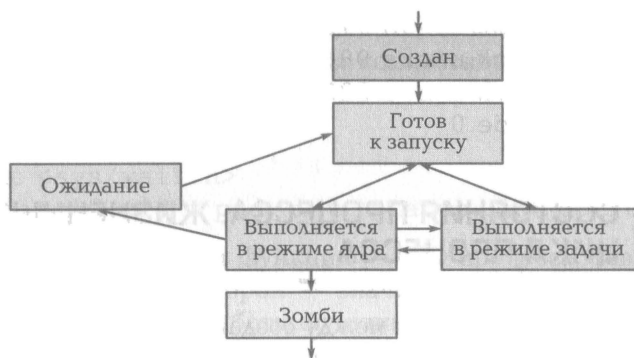 Создан
Готов
к запуску
Ожидание
Выполняется
в режиме ядра
Выполняется
в режиме задачи
Зомби